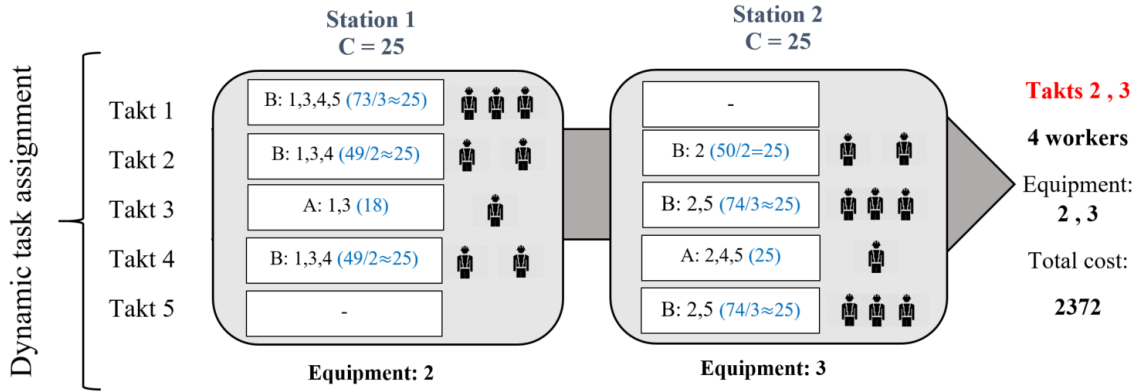 Station 1
C = 25
Station 2
C = 25
Dynamic task assignment
Takt 1
B: 1,3,4,5 (73/3≈25)
-
Takts 2 , 3
Takt 2
B: 1,3,4 (49/2≈25)
B: 2 (50/2=25)
4 workers
Takt 3
A: 1,3 (18)
B: 2,5 (74/3≈25)
Equipment:
2 , 3
Takt 4
B: 1,3,4 (49/2≈25)
A: 2,4,5 (25)
Total cost:
Takt 5
-
B: 2,5 (74/3≈25)
2372
Equipment: 2
Equipment: 3